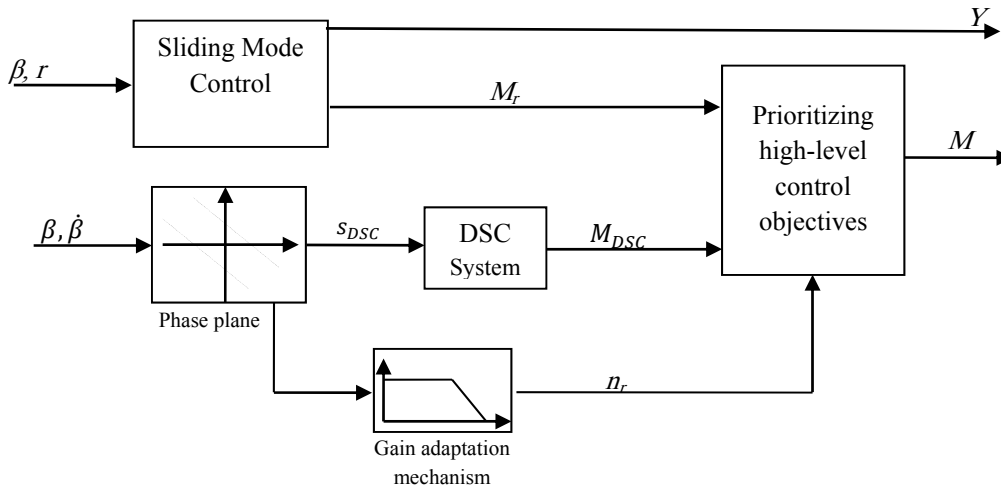 Y
Sliding Mode
Control
β, r
M_r
Prioritizing
high-level
control
objectives
M
β, β̇
s_DSC
DSC
System
M_DSC
Phase plane
n_r
Gain adaptation
mechanism